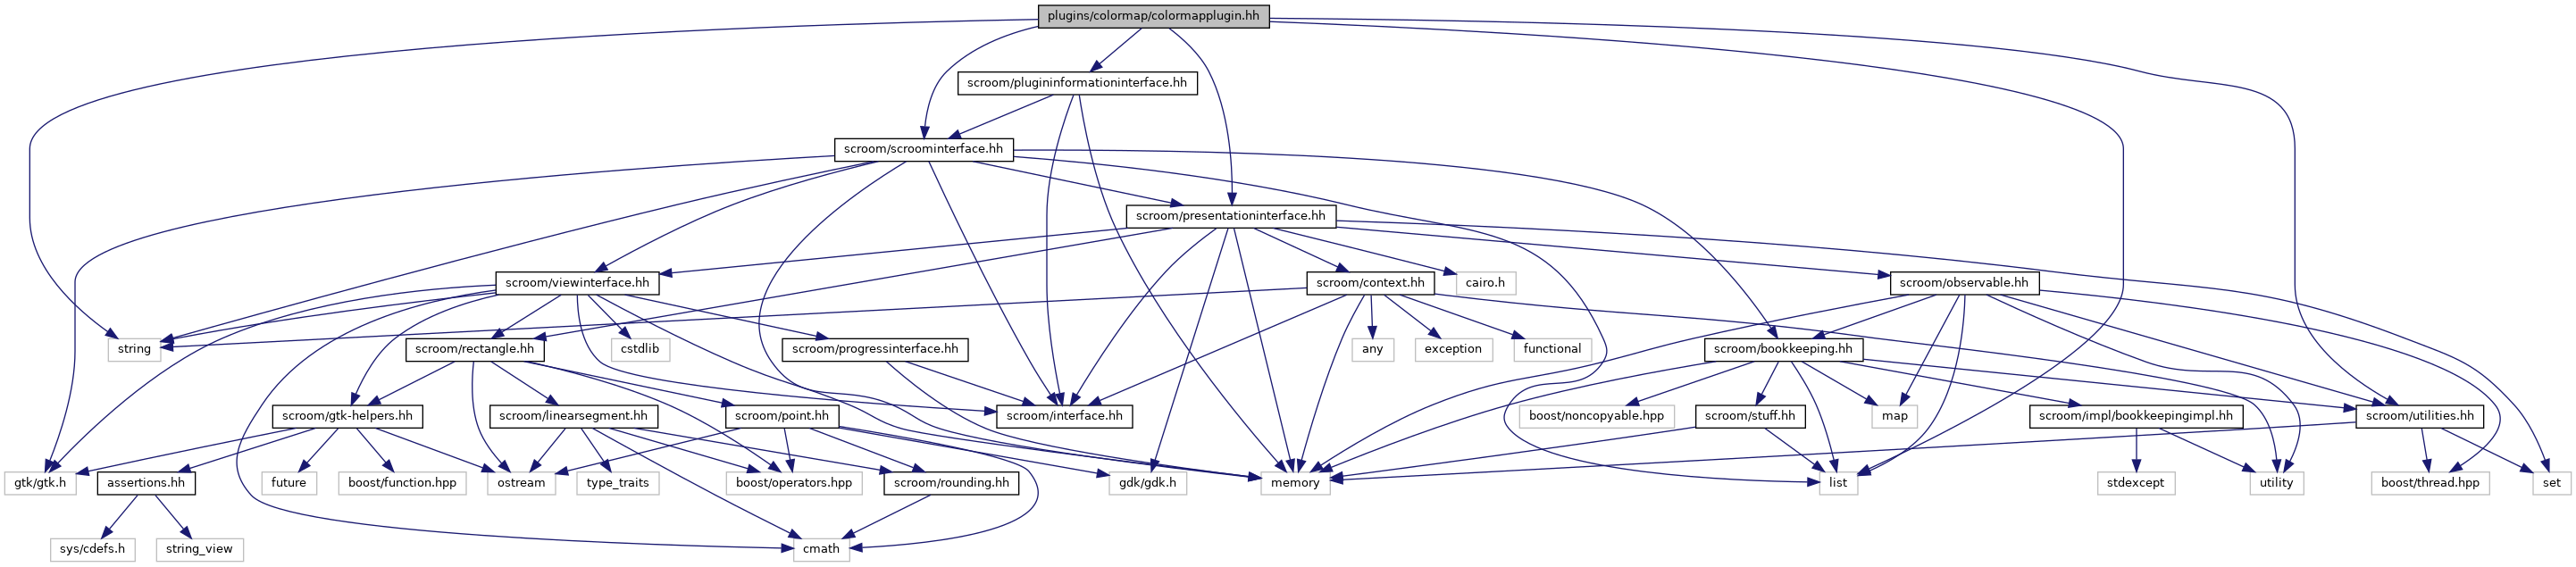 plugins/colormap/colormapplugin.hh
scroom/plugininformationinterface.hh
scroom/scroominterface.hh
scroom/presentationinterface.hh
scroom/viewinterface.hh
scroom/context.hh
cairo.h
scroom/observable.hh
string
scroom/rectangle.hh
cstdlib
scroom/progressinterface.hh
any
exception
functional
scroom/bookkeeping.hh
scroom/gtk-helpers.hh
scroom/linearsegment.hh
scroom/point.hh
scroom/interface.hh
boost/noncopyable.hpp
scroom/stuff.hh
map
scroom/impl/bookkeepingimpl.hh
scroom/utilities.hh
gtk/gtk.h
assertions.hh
future
boost/function.hpp
ostream
type_traits
boost/operators.hpp
scroom/rounding.hh
gdk/gdk.h
memory
list
stdexcept
utility
boost/thread.hpp
set
sys/cdefs.h
string_view
cmath